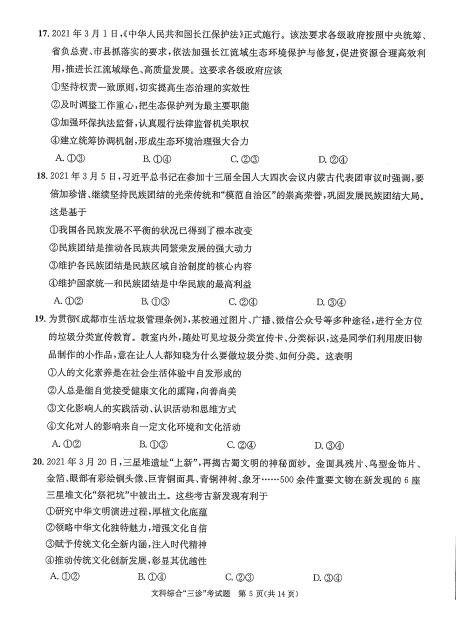 17. 2021 年 3 月 1 日,《中华人民共和国长江保护法》正式施行。该法要求各级政府按照中央统筹、
省负总责、市县抓落实的要求,依法加强长江流域生态环境保护与修复,促进资源合理高效利
用,推进长江流域绿色、高质量发展。这要求各级政府应该
①坚持权责一致原则,切实提高生态治理的实效性
②及时调整工作重心,把生态保护列为最主要职能
③加强环保执法监督,认真履行法律监督机关职权
④建立统筹协调机制,形成生态环境治理强大合力
A. ①③ B. ①④ C. ②③ D. ②④
18. 2021 年 3 月 5 日,习近平总书记在参加十三届全国人大四次会议内蒙古代表团审议时强调,要
倍加珍惜、继续坚持民族团结的光荣传统和“模范自治区”的崇高荣誉,巩固发展民族团结大局。
这是基于
①我国各民族发展不平衡的状况已得到了根本改变
②民族团结是推动各民族共同繁荣发展的强大动力
③维护各民族团结是民族区域自治制度的核心内容
④维护国家统一和民族团结是中华民族的最高利益
A. ①② B. ①③ C. ②④ D. ③④
19. 为贯彻《成都市生活垃圾管理条例》,某校通过图片、广播、微信公众号等多种途径,进行全方位
的垃圾分类宣传教育。教室内外,随处可见垃圾分类宣传卡、分类标识,这是同学们利用废旧物
品制作的小作品,意在让人人都知晓为什么要做垃圾分类、如何分类。这表明
①人的文化素养是在社会生活体验中自发形成的
②人总是能自觉接受健康文化的熏陶,向善尚美
③文化影响人的实践活动、认识活动和思维方式
④文化对人的影响来自一定文化环境和文化活动
A. ①② B. ①③ C. ②④ D. ③④
20. 2021 年 3 月 20 日,三星堆遗址“上新”,再揭古蜀文明的神秘面纱。金面具残片、鸟型金饰片、
金箔、眼部有彩绘铜头像、巨青铜面具、青铜神树、象牙……500 余件重要文物在新发现的 6 座
三星堆文化“祭祀坑”中被出土。这些考古新发现有利于
①研究中华文明演进过程,厚植文化底蕴
②领略中华文化独特魅力,增强文化自信
③赋予传统文化全新内涵,注入时代精神
④推动传统文化创新发展,彰显其优越性
A. ①② B. ①④ C. ②③ D. ③④
文科综合“三诊”考试题 第 5 页(共 14 页)